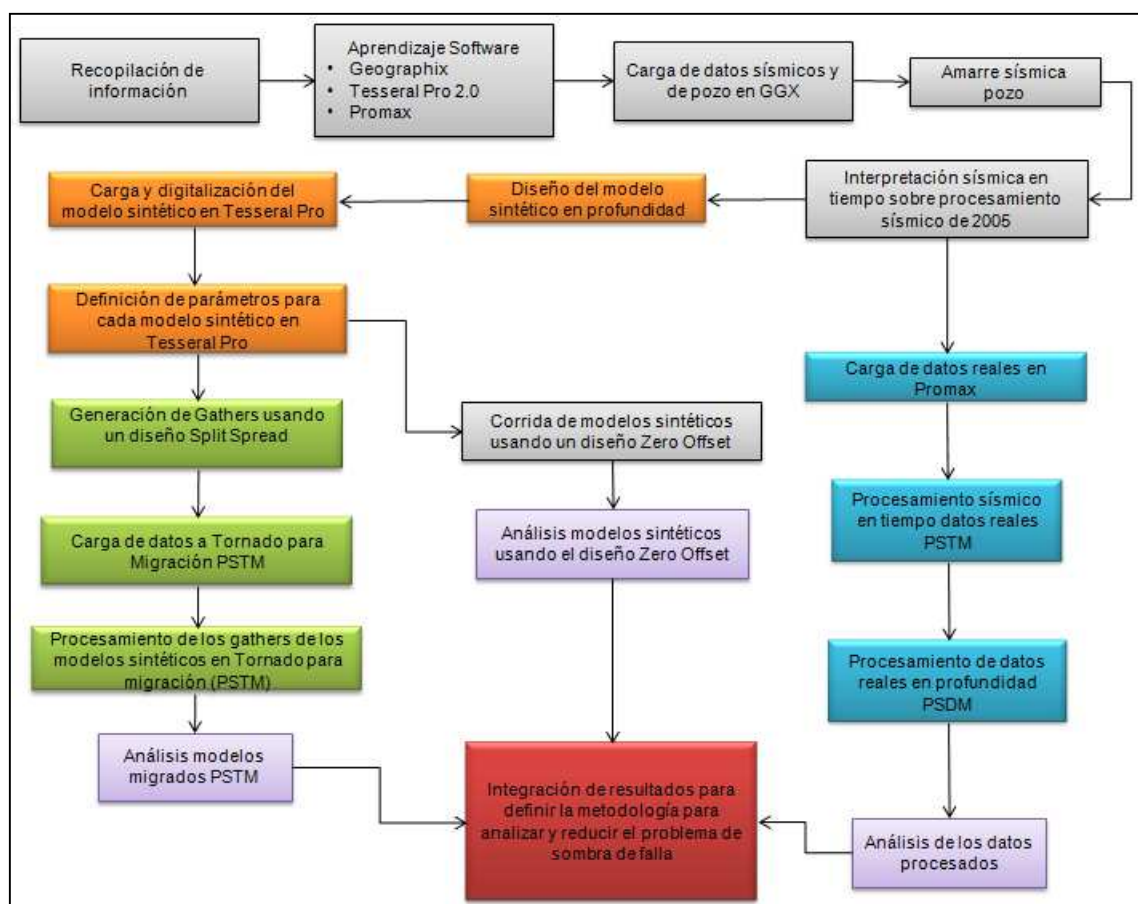 Recopilación de
información
Aprendizaje Software
• Geographix
• Tesseral Pro 2.0
• Promax
Carga de datos sísmicos y
de pozo en GGX
Amarre sísmica
pozo
Interpretación sísmica en
tiempo sobre procesamiento
sísmico de 2005
Diseño del modelo
sintético en profundidad
Carga y digitalización del
modelo sintético en Tesseral Pro
Definición de parámetros para
cada modelo sintético en
Tesseral Pro
Generación de Gathers usando
un diseño Split Spread
Carga de datos a Tornado para
Migración PSTM
Procesamiento de los gathers de los
modelos sintéticos en Tornado para
migración (PSTM)
Análisis modelos
migrados PSTM
Corrida de modelos sintéticos
usando un diseño Zero Offset
Análisis modelos sintéticos
usando el diseño Zero Offset
Carga de datos reales en
Promax
Procesamiento sísmico
en tiempo datos reales
PSTM
Procesamiento de datos
reales en profundidad
PSDM
Análisis de los datos
procesados
Integración de resultados para
definir la metodología para
analizar y reducir el problema de
sombra de falla